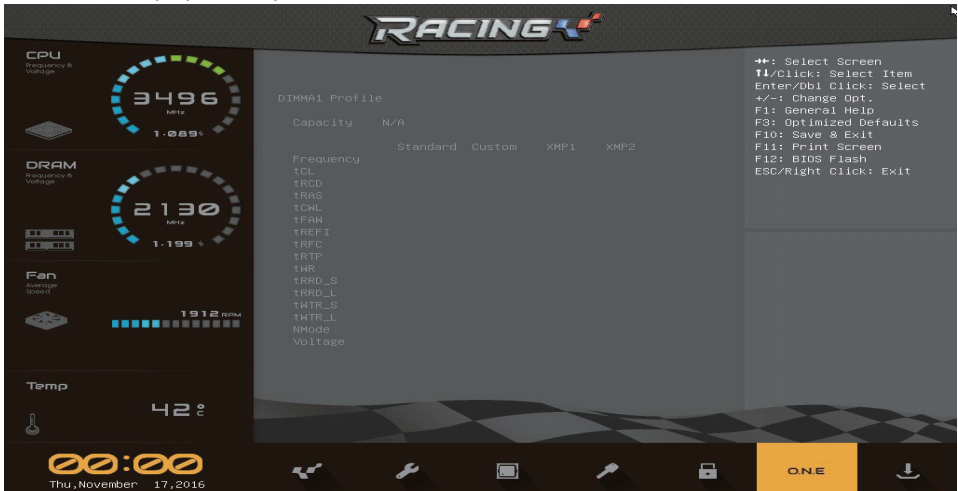 RACING
CPU
Frequency &
Voltage
3496
MHz
1.089
DRAM
Frequency &
Voltage
2130
MHz
1.199
Fan
Average
Speed
1912 RPM
Temp
42°C
00:00
Thu,November 17,2016
DIMMA1 Profile
Capacity N/A
Standard Custom XMP1 XMP2
Frequency
tCL
tRCD
tRAS
tCWL
tFAW
tREFI
tRFC
tRTP
tWR
tRRD_S
tRRD_L
tWTR_S
tWTR_L
NMode
Voltage
→←: Select Screen
↑↓/Click: Select Item
Enter/Dbl Click: Select
+/-: Change Opt.
F1: General Help
F3: Optimized Defaults
F10: Save & Exit
F11: Print Screen
F12: BIOS Flash
ESC/Right Click: Exit
O.N.E